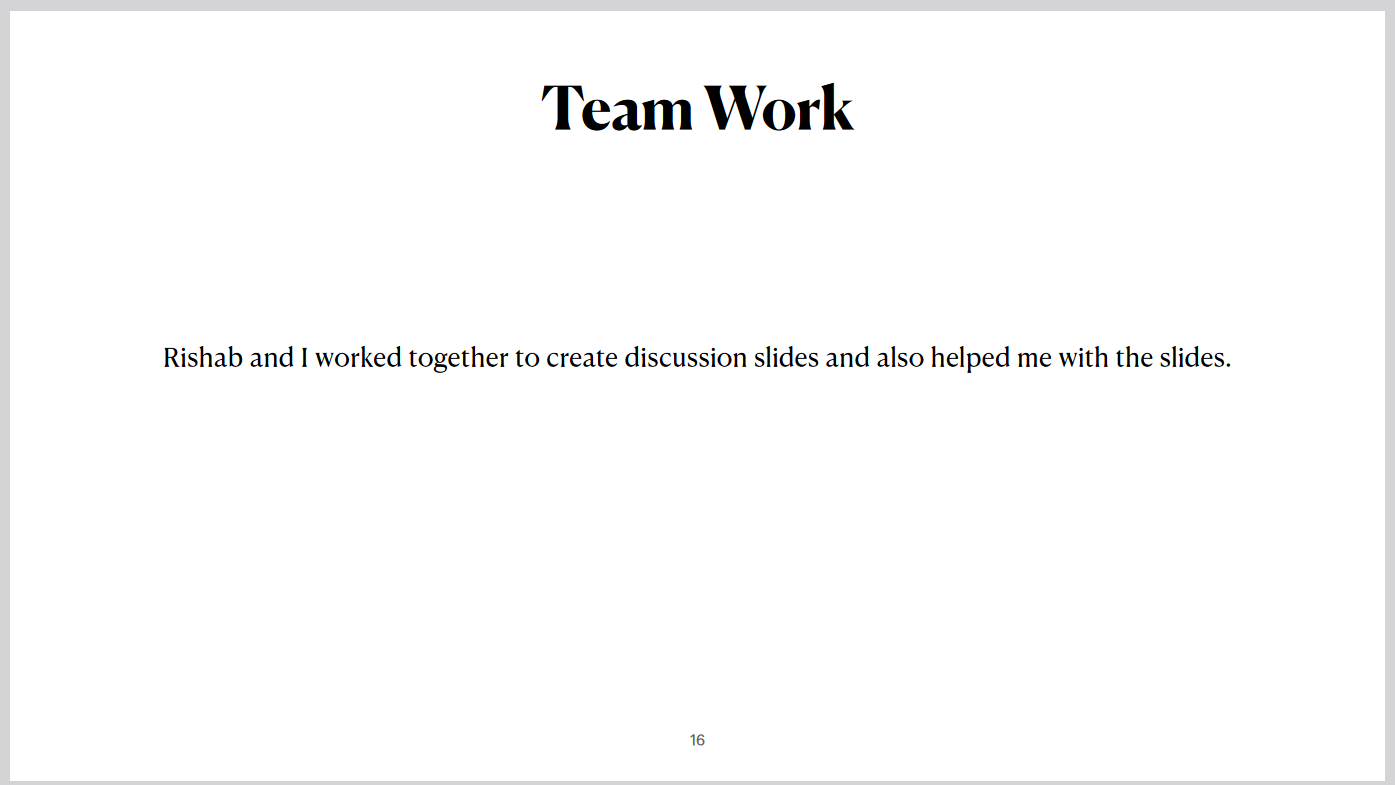 Team Work
Rishab and I worked together to create discussion slides and also helped me with the slides.
16